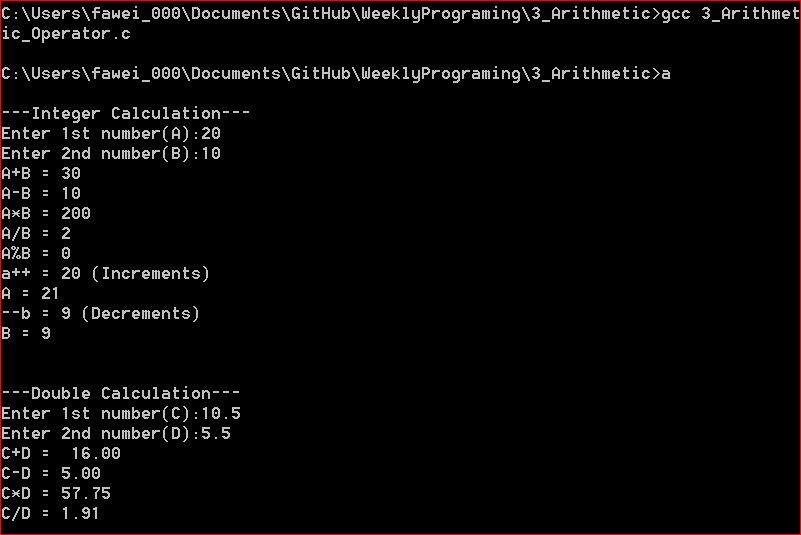 C:\Users\fawei_000\Documents\GitHub\WeeklyPrograming\3_Arithmetic>gcc 3_Arithmet
ic_Operator.c
C:\Users\fawei_000\Documents\GitHub\WeeklyPrograming\3_Arithmetic>a
---Integer Calculation---
Enter 1st number(A):20
Enter 2nd number(B):10
A+B = 30
A-B = 10
A×B = 200
A/B = 2
A%B = 0
a++ = 20 (Increments)
A = 21
--b = 9 (Decrements)
B = 9
---Double Calculation---
Enter 1st number(C):10.5
Enter 2nd number(D):5.5
C+D =  16.00
C-D = 5.00
C×D = 57.75
C/D = 1.91